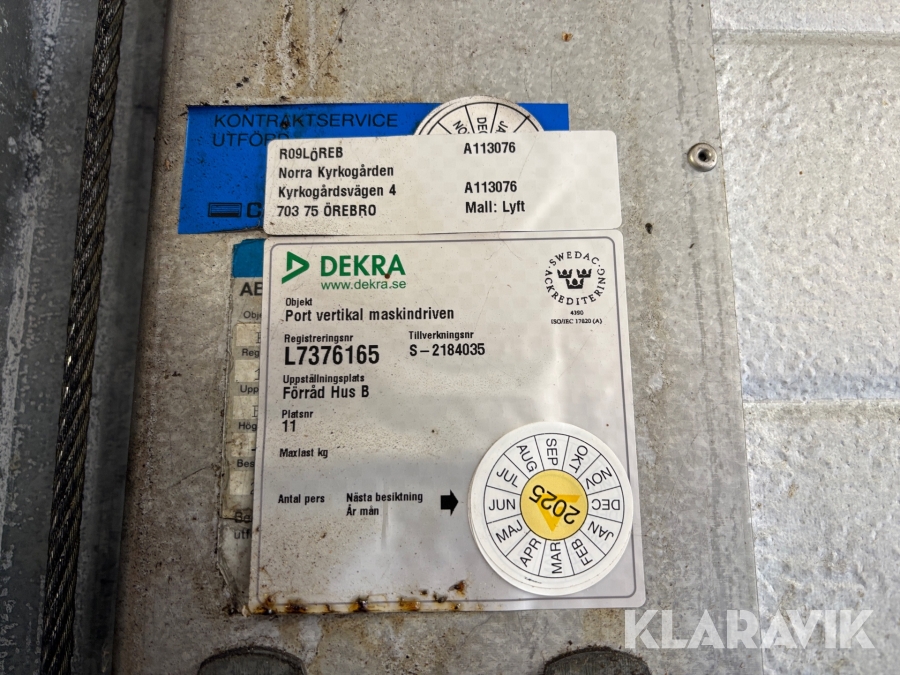 KONTRAKTSERVICE
UTFÖRD
DEC
R09LÖREB A113076
Norra Kyrkogården
Kyrkogårdsvägen 4 A113076
703 75 ÖREBRO Mall: Lyft
DEKRA
www.dekra.se
SWEDAC
ACKREDITERING
4390
ISO/IEC 17020 (A)
Objekt
Port vertikal maskindriven
Registreringsnr Tillverkningsnr
L7376165 S-2184035
Uppställningsplats
Förråd Hus B
Platsnr
11
Maxlast kg
Antal pers Nästa besiktning
År mån
JAN
FEB
MAR
APR
MAJ
JUN
JUL
AUG
SEP
OKT
NOV
DEC
2025
KLARAVIK